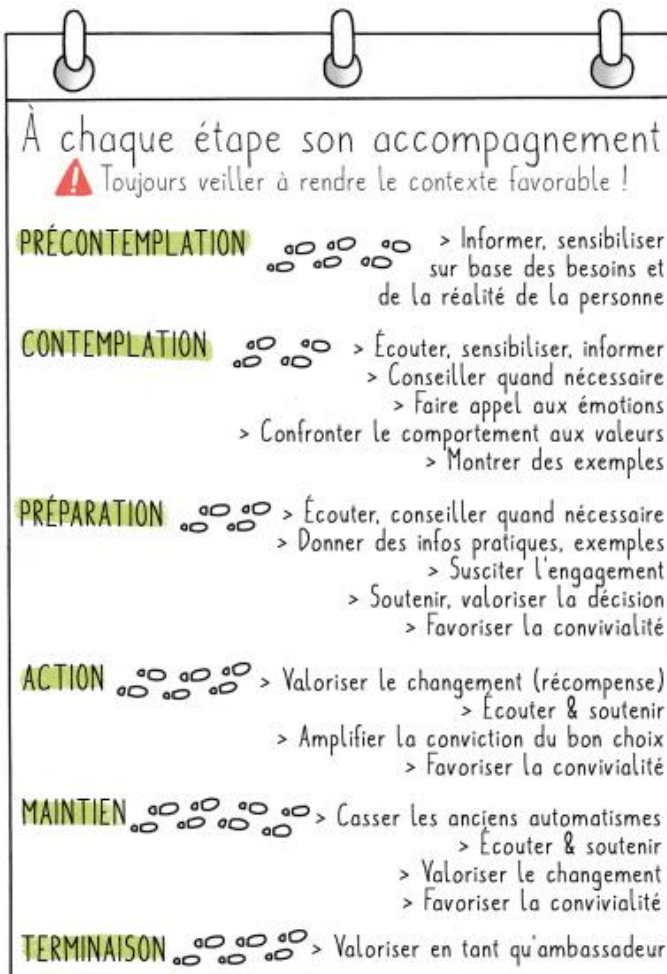 À chaque étape son accompagnement
Toujours veiller à rendre le contexte favorable !
PRÉCONTEMPLATION > Informer, sensibiliser
sur base des besoins et
de la réalité de la personne
CONTEMPLATION > Écouter, sensibiliser, informer
> Conseiller quand nécessaire
> Faire appel aux émotions
> Confronter le comportement aux valeurs
> Montrer des exemples
PRÉPARATION > Écouter, conseiller quand nécessaire
> Donner des infos pratiques, exemples
> Susciter l'engagement
> Soutenir, valoriser la décision
> Favoriser la convivialité
ACTION > Valoriser le changement (récompense)
> Écouter & soutenir
> Amplifier la conviction du bon choix
> Favoriser la convivialité
MAINTIEN > Casser les anciens automatismes
> Écouter & soutenir
> Valoriser le changement
> Favoriser la convivialité
TERMINAISON > Valoriser en tant qu'ambassadeur